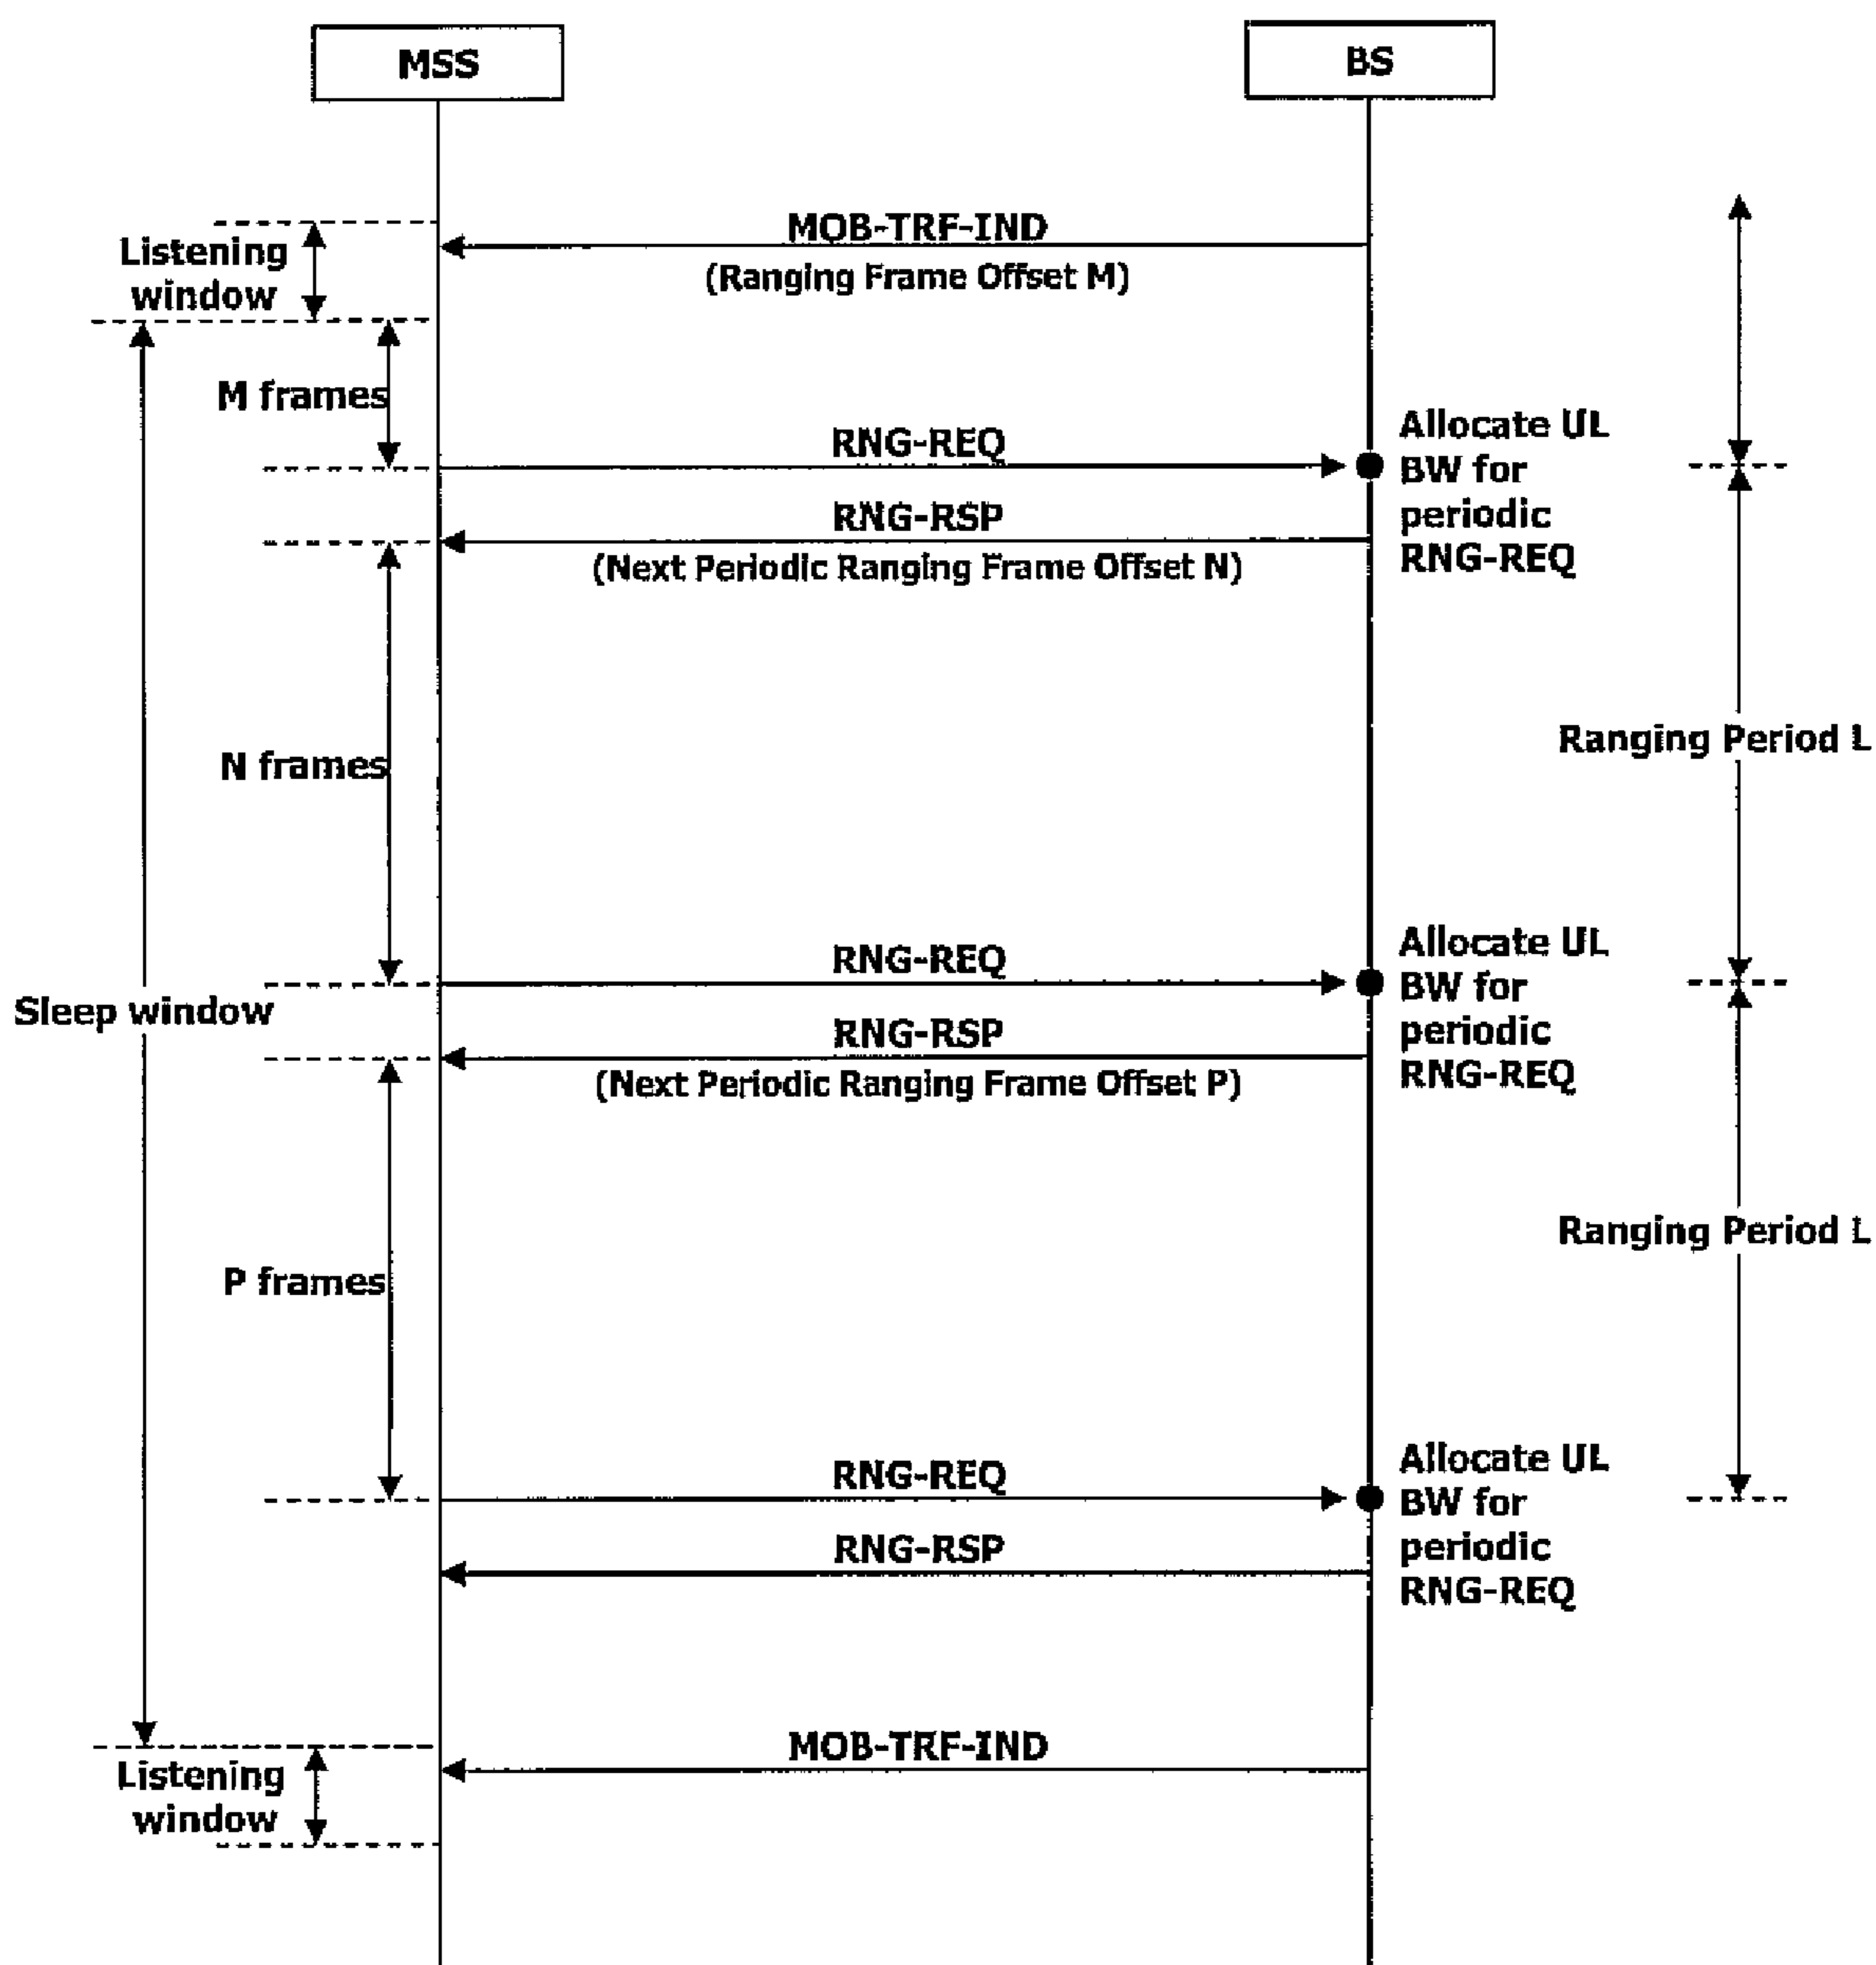 MSS
BS
MOB-TRF-IND
(Ranging Frame Offset M)
Listening
window
M frames
RNG-REQ
Allocate UL
BW for
periodic
RNG-REQ
RNG-RSP
(Next Periodic Ranging Frame Offset N)
N frames
Ranging Period L
RNG-REQ
Allocate UL
BW for
periodic
RNG-REQ
Sleep window
RNG-RSP
(Next Periodic Ranging Frame Offset P)
P frames
Ranging Period L
RNG-REQ
Allocate UL
BW for
periodic
RNG-REQ
RNG-RSP
MOB-TRF-IND
Listening
window